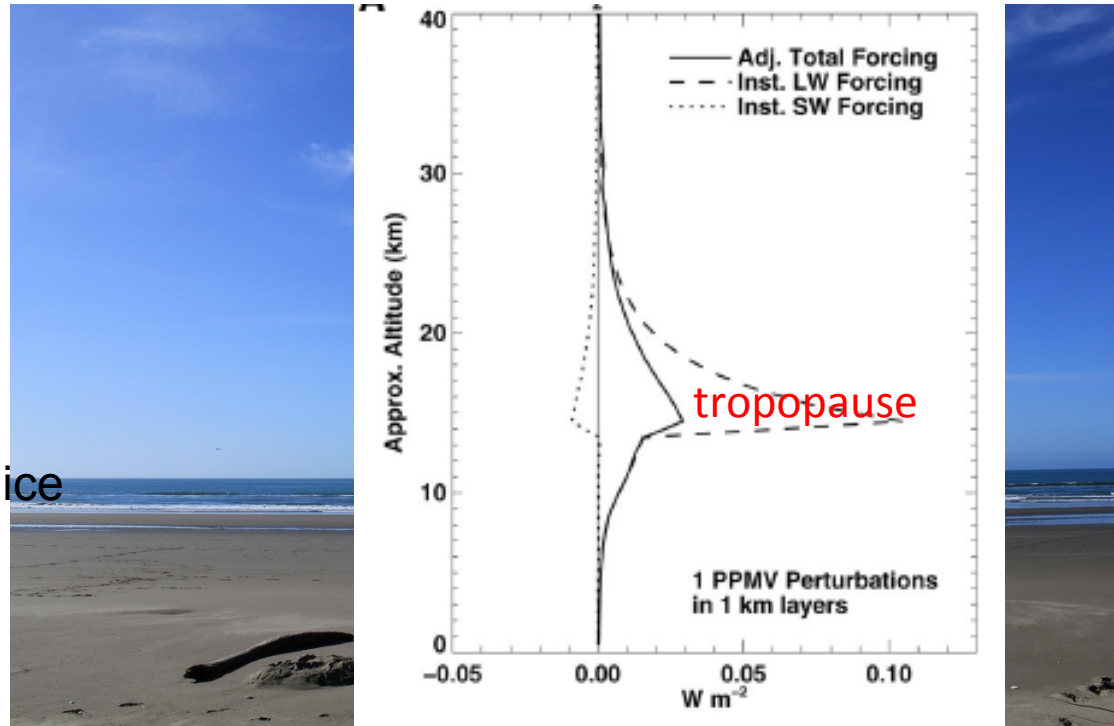 40
Adj. Total Forcing
Inst. LW Forcing
Inst. SW Forcing
30
Approx. Altitude (km)
20
tropopause
ice
10
1 PPMV Perturbations
in 1 km layers
0
−0.05 0.00 0.05 0.10
W m⁻²